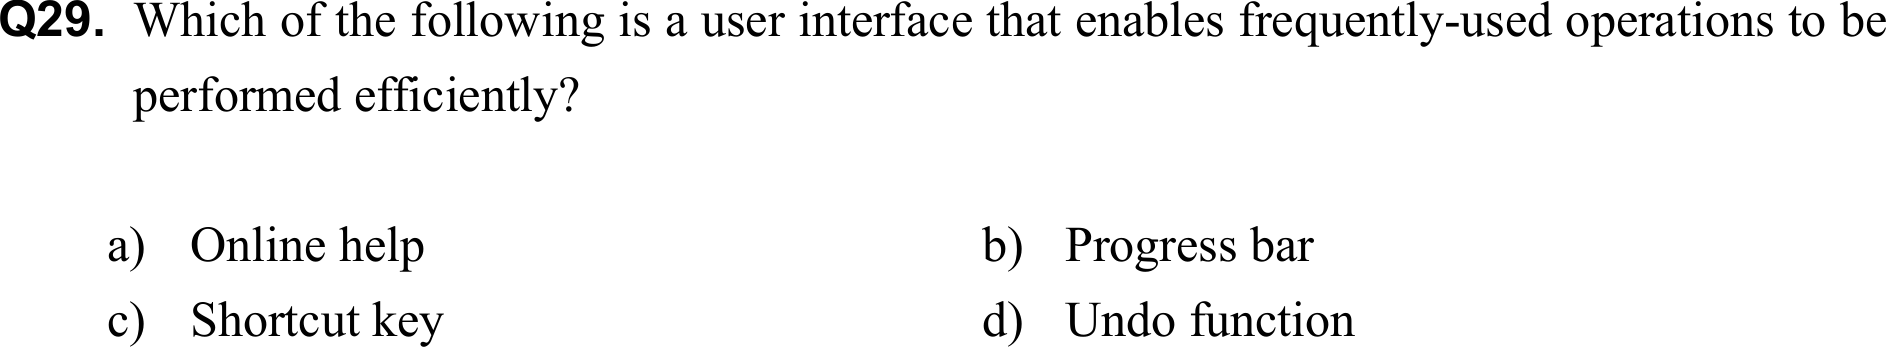 Q29. Which of the following is a user interface that enables frequently-used operations to be
performed efficiently?
a) Online help b) Progress bar
c) Shortcut key d) Undo function